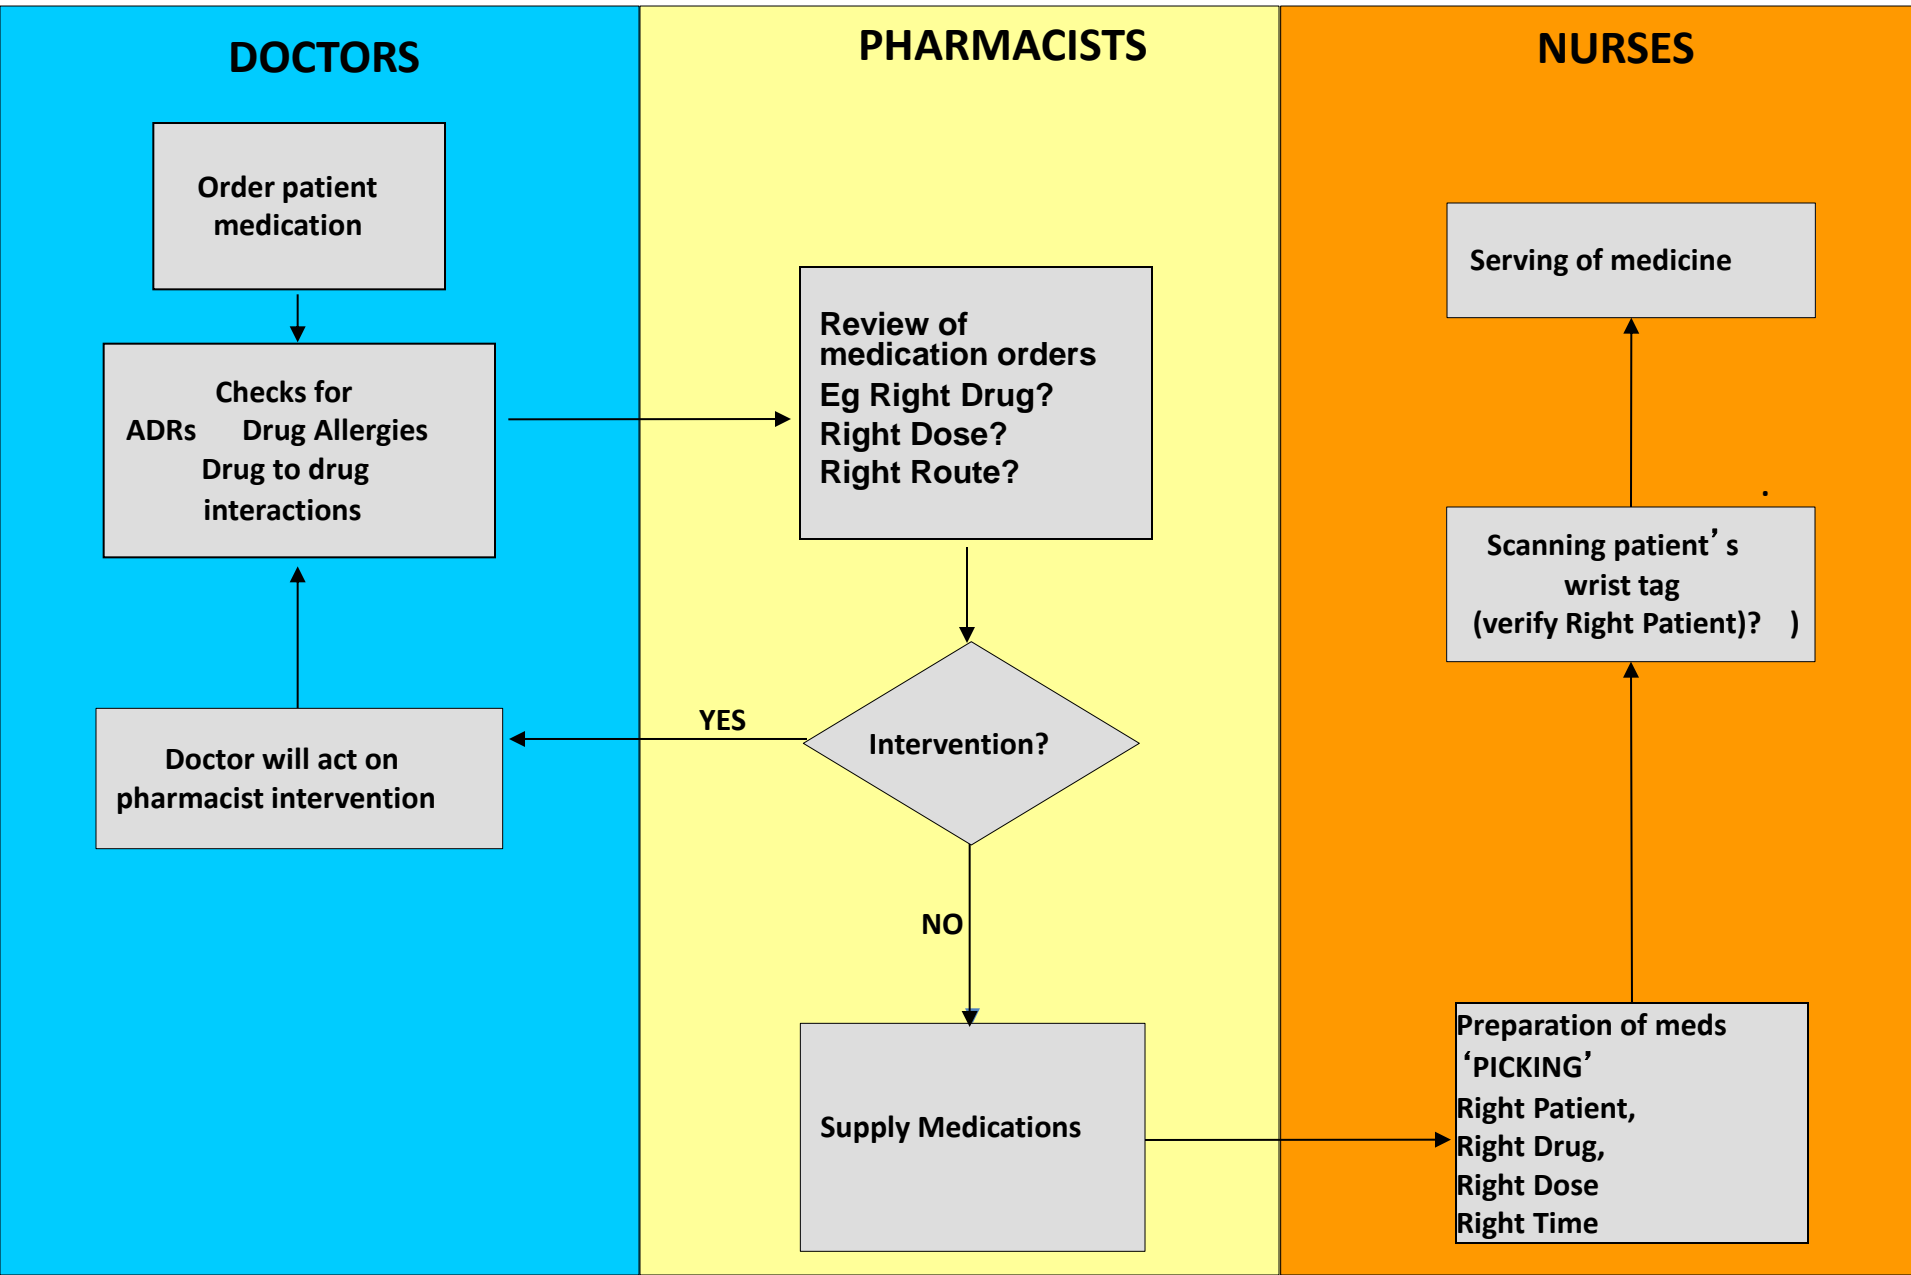 DOCTORS
Order patient
medication
Checks for
ADRs Drug Allergies
Drug to drug
interactions
Doctor will act on
pharmacist intervention
PHARMACISTS
Review of
medication orders
Eg Right Drug?
Right Dose?
Right Route?
Intervention?
YES
NO
Supply Medications
NURSES
Serving of medicine
.
Scanning patient’ s
wrist tag
(verify Right Patient)? )
Preparation of meds
‘PICKING’
Right Patient,
Right Drug,
Right Dose
Right Time